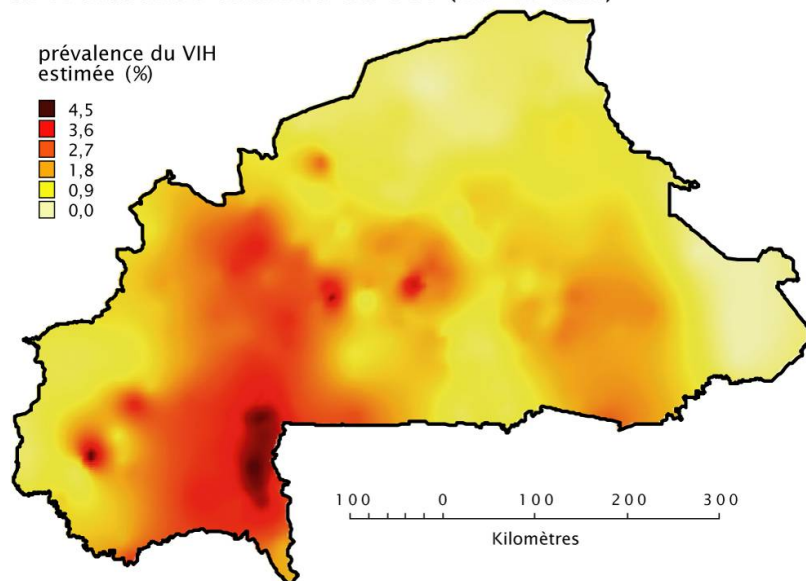 prévalence du VIH
estimée (%)
4,5
3,6
2,7
1,8
0,9
0,0
100 0 100 200 300
Kilomètres